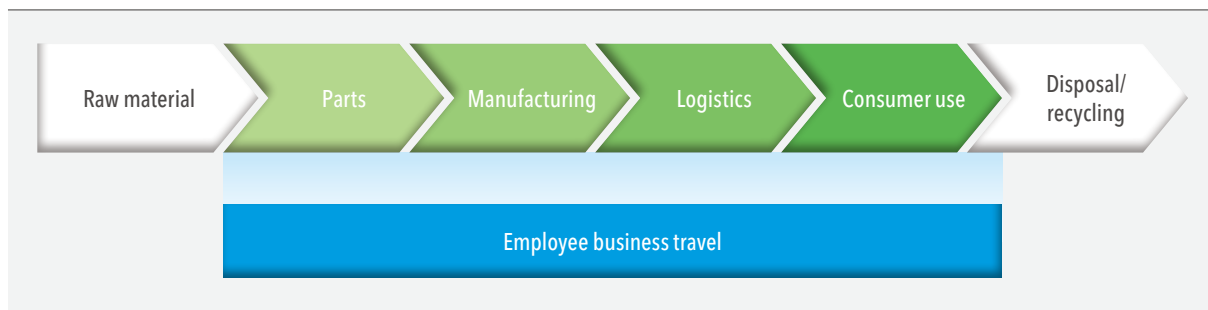 Raw material
Parts
Manufacturing
Logistics
Consumer use
Disposal/
recycling
Employee business travel